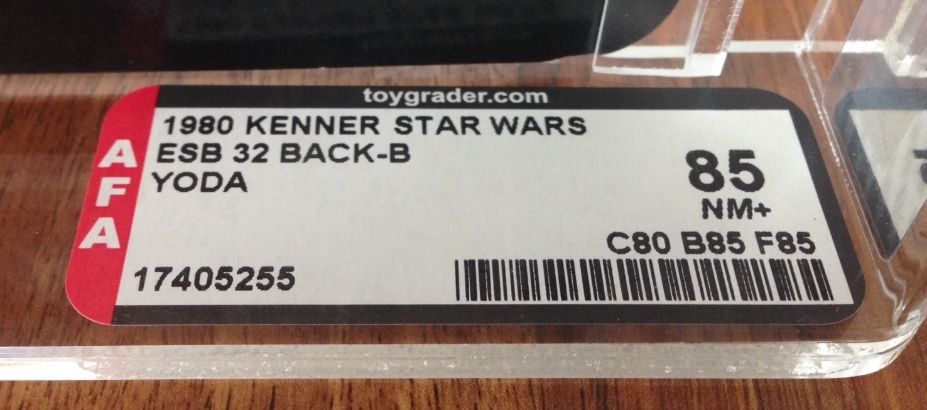 toygrader.com
AFA
1980 KENNER STAR WARS
ESB 32 BACK-B
YODA
85
NM+
C80 B85 F85
17405255